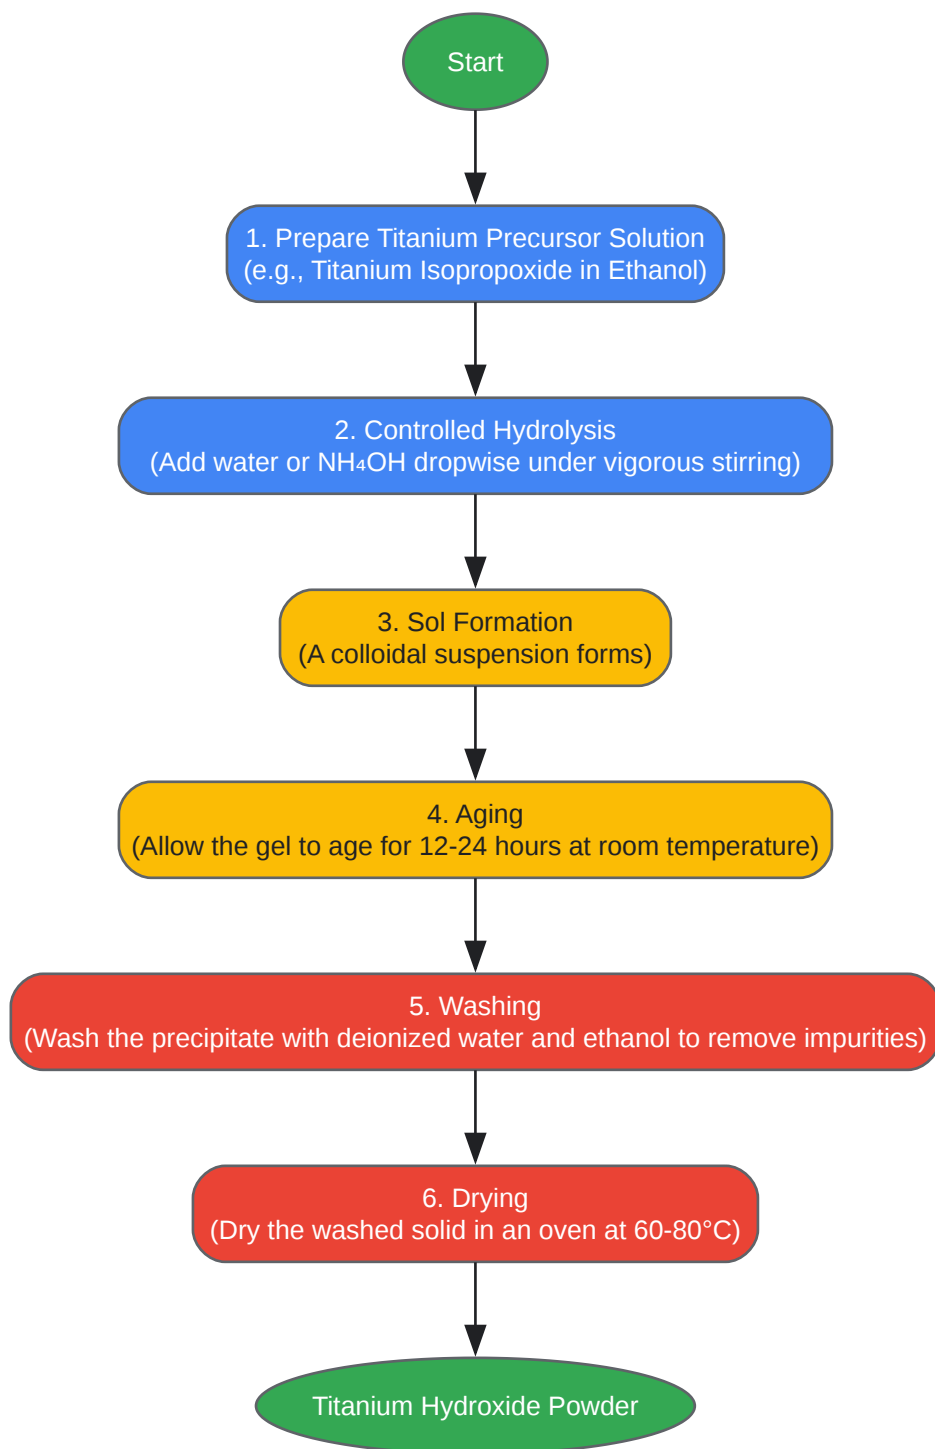 Start
1. Prepare Titanium Precursor Solution
(e.g., Titanium Isopropoxide in Ethanol)
2. Controlled Hydrolysis
(Add water or NH₄OH dropwise under vigorous stirring)
3. Sol Formation
(A colloidal suspension forms)
4. Aging
(Allow the gel to age for 12-24 hours at room temperature)
5. Washing
(Wash the precipitate with deionized water and ethanol to remove impurities)
6. Drying
(Dry the washed solid in an oven at 60-80°C)
Titanium Hydroxide Powder